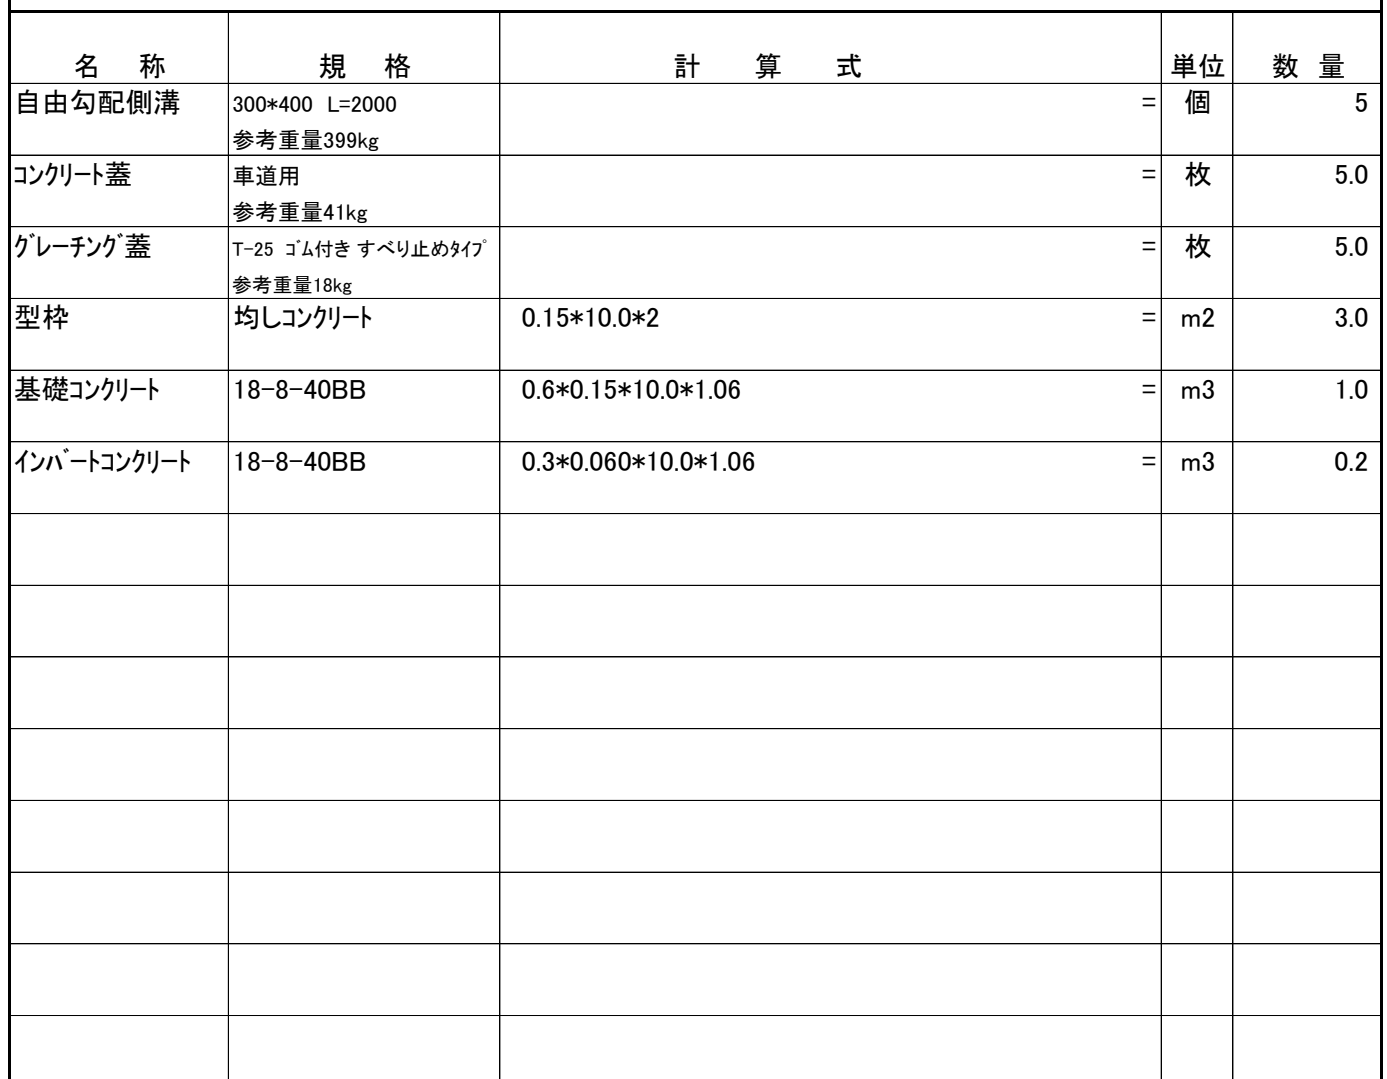 名　称 規　格 計　算　式 単位 数 量
自由勾配側溝 300*400 L=2000 = 個 5
参考重量399kg
ｺﾝｸﾘｰﾄ蓋 車道用 = 枚 5.0
参考重量41kg
ｸﾞﾚｰﾁﾝｸﾞ蓋 T-25 ｺﾞﾑ付き すべり止めﾀｲﾌﾟ = 枚 5.0
参考重量18kg
型枠 均しｺﾝｸﾘｰﾄ 0.15*10.0*2 = m2 3.0
基礎ｺﾝｸﾘｰﾄ 18-8-40BB 0.6*0.15*10.0*1.06 = m3 1.0
ｲﾝﾊﾞｰﾄｺﾝｸﾘｰﾄ 18-8-40BB 0.3*0.060*10.0*1.06 = m3 0.2